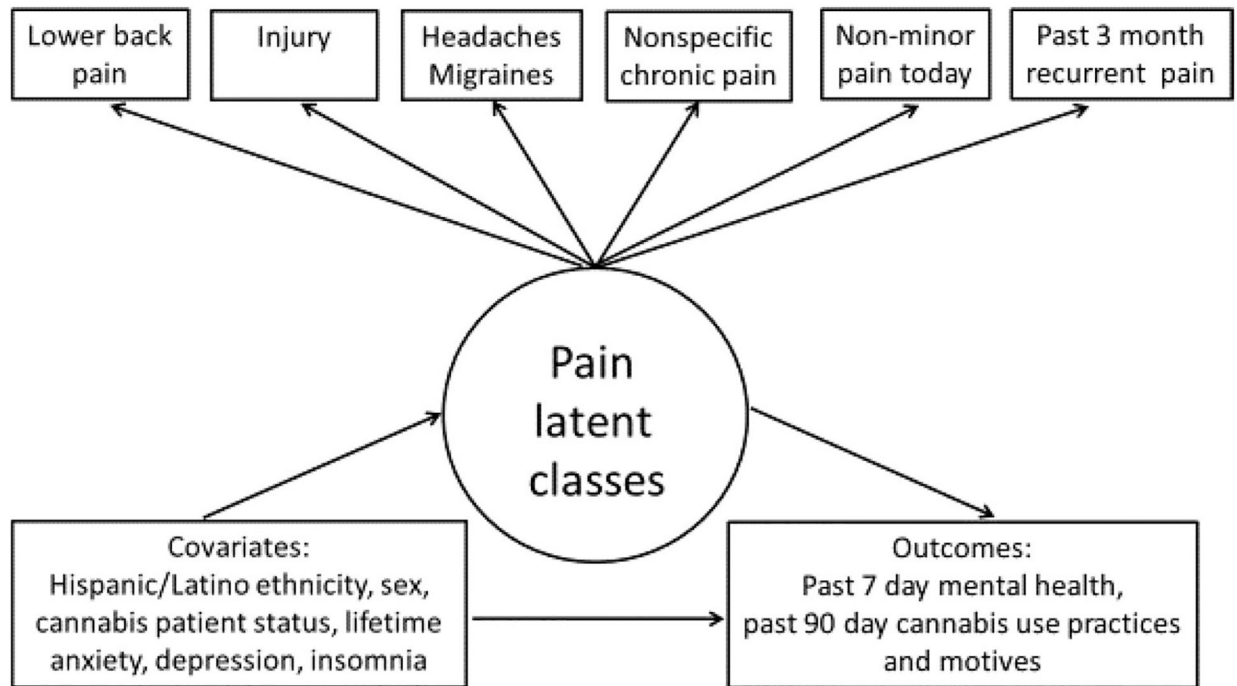 Lower back
pain
Injury
Headaches
Migraines
Nonspecific
chronic pain
Non-minor
pain today
Past 3 month
recurrent pain
Pain
latent
classes
Covariates:
Hispanic/Latino ethnicity, sex,
cannabis patient status, lifetime
anxiety, depression, insomnia
Outcomes:
Past 7 day mental health,
past 90 day cannabis use practices
and motives